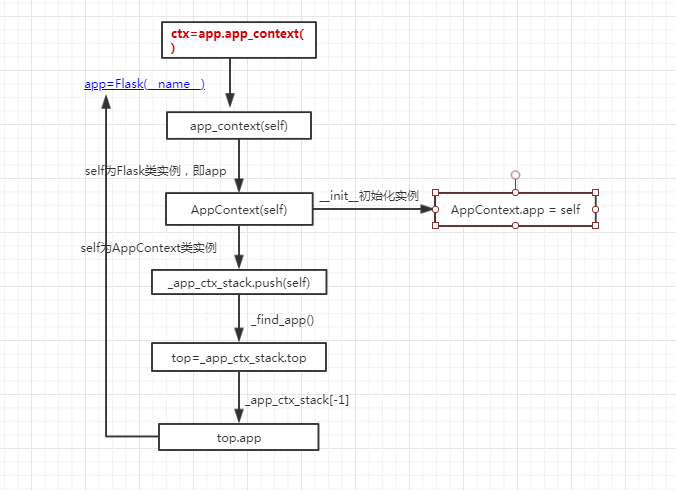 ctx=app.app_context(
)
app=Flask(__name__)
app_context(self)
self为Flask类实例，即app
AppContext(self)
__init__初始化实例
AppContext.app = self
self为AppContext类实例
_app_ctx_stack.push(self)
_find_app()
top=_app_ctx_stack.top
_app_ctx_stack[-1]
top.app